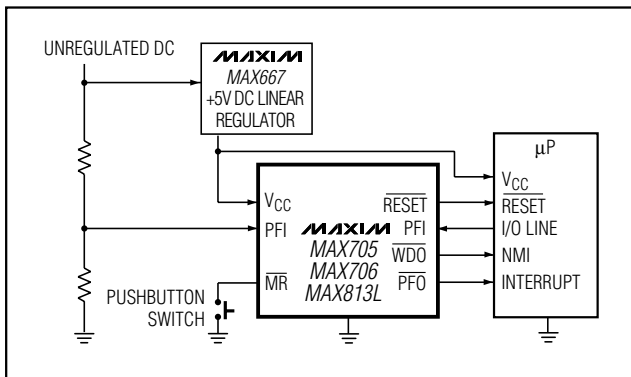 UNREGULATED DC
MAXIM
MAX667
+5V DC LINEAR
REGULATOR
µP
VCC
RESET
I/O LINE
NMI
INTERRUPT
VCC
PFI
MR
MAXIM
MAX705
MAX706
MAX813L
RESET
PFI
WDO
PFO
PUSHBUTTON
SWITCH